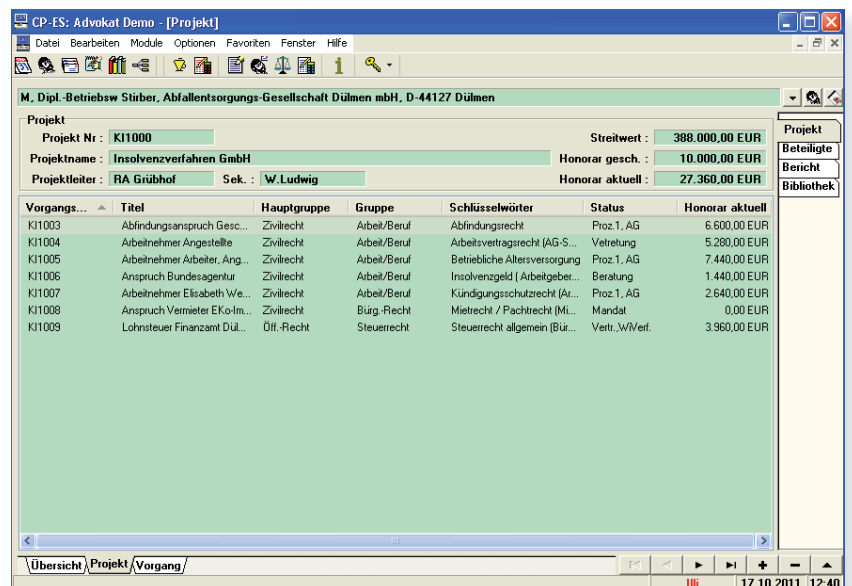 CP-ES: Advokat Demo - [Projekt]
Datei Bearbeiten Module Optionen Favoriten Fenster Hilfe
M, Dipl.-Betriebsw Stirber, Abfallentsorgungs-Gesellschaft Dülmen mbH, D-44127 Dülmen
Projekt
Projekt Nr : KI1000 Streitwert : 388.000,00 EUR
Projektname : Insolvenzverfahren GmbH Honorar gesch. : 10.000,00 EUR
Projektleiter : RA Grübhof Sek. : W.Ludwig Honorar aktuell : 27.360,00 EUR
Projekt
Beteiligte
Bericht
Bibliothek
Vorgangs... Titel Hauptgruppe Gruppe Schlüsselwörter Status Honorar aktuell
KI1003 Abfindungsanspruch Gesc... Zivilrecht Arbeit/Beruf Abfindungsrecht Proz.1, AG 6.600,00 EUR
KI1004 Arbeitnehmer Angestellte Zivilrecht Arbeit/Beruf Arbeitsvertragsrecht (AG-S... Vetretung 5.280,00 EUR
KI1005 Arbeitnehmer Arbeiter, Ang... Zivilrecht Arbeit/Beruf Betriebliche Altersversorgung Proz.1, AG 7.440,00 EUR
KI1006 Anspruch Bundesagentur Zivilrecht Arbeit/Beruf Insolvenzgeld ( Arbeitgeber... Beratung 1.440,00 EUR
KI1007 Arbeitnehmer Elisabeth We... Zivilrecht Arbeit/Beruf Kündigungsschutzrecht (Ar... Proz.1, AG 2.640,00 EUR
KI1008 Anspruch Vermieter EKo-Im... Zivilrecht Bürg.-Recht Mietrecht / Pachtrecht (Mi... Mandat 0,00 EUR
KI1009 Lohnsteuer Finanzamt Dül... Öff.-Recht Steuerrecht Steuerrecht allgemein (Bür... Vertr.,WiVerf. 3.960,00 EUR
Übersicht Projekt Vorgang
Uli 17.10.2011 12:40